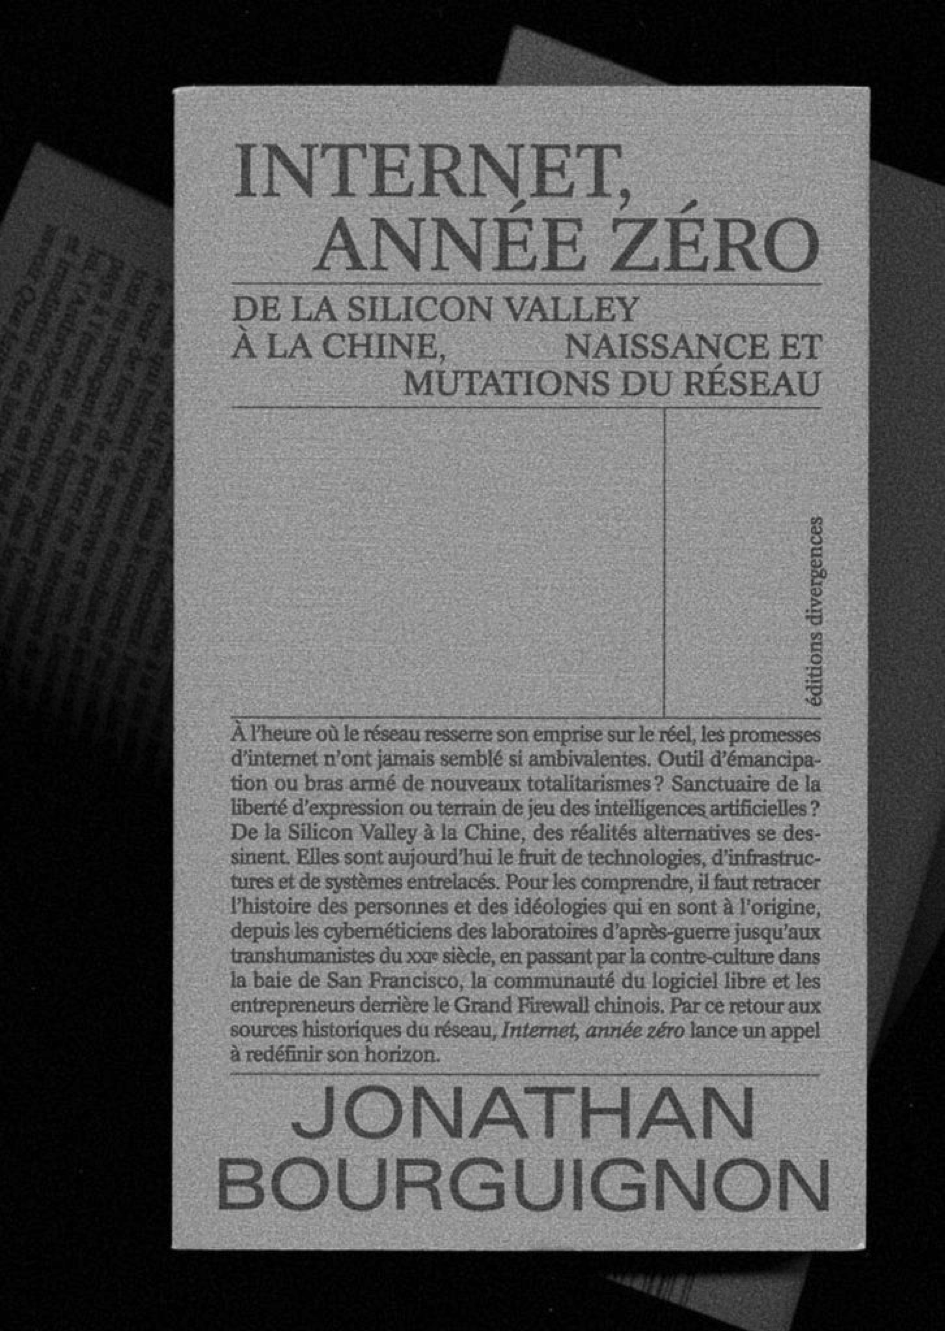 INTERNET,
ANNÉE ZÉRO
DE LA SILICON VALLEY
À LA CHINE, NAISSANCE ET
MUTATIONS DU RÉSEAU
éditions divergences
À l'heure où le réseau resserre son emprise sur le réel, les promesses
d'internet n'ont jamais semblé si ambivalentes. Outil d'émancipa-
tion ou bras armé de nouveaux totalitarismes ? Sanctuaire de la
liberté d'expression ou terrain de jeu des intelligences artificielles ?
De la Silicon Valley à la Chine, des réalités alternatives se des-
sinent. Elles sont aujourd'hui le fruit de technologies, d'infrastruc-
tures et de systèmes entrelacés. Pour les comprendre, il faut retracer
l'histoire des personnes et des idéologies qui en sont à l'origine,
depuis les cybernéticiens des laboratoires d'après-guerre jusqu'aux
transhumanistes du XXIe siècle, en passant par la contre-culture dans
la baie de San Francisco, la communauté du logiciel libre et les
entrepreneurs derrière le Grand Firewall chinois. Par ce retour aux
sources historiques du réseau, Internet, année zéro lance un appel
à redéfinir son horizon.
JONATHAN
BOURGUIGNON